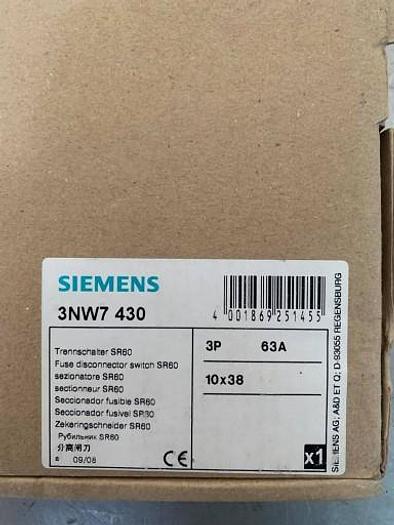 SIEMENS
3NW7 430
4 001869 251455
3P 63A
10x38
Trennschalter SR60
Fuse disconnector switch SR60
sezionatore SR60
sectionneur SR60
Seccionador fusible SR60
Seccionador fusivel SR60
Zekeringschneider SR60
Рубильник SR60
分离闸刀
09/08
CE
x1
SIEMENS AG; A&D ET Q; D-93055 REGENSBURG